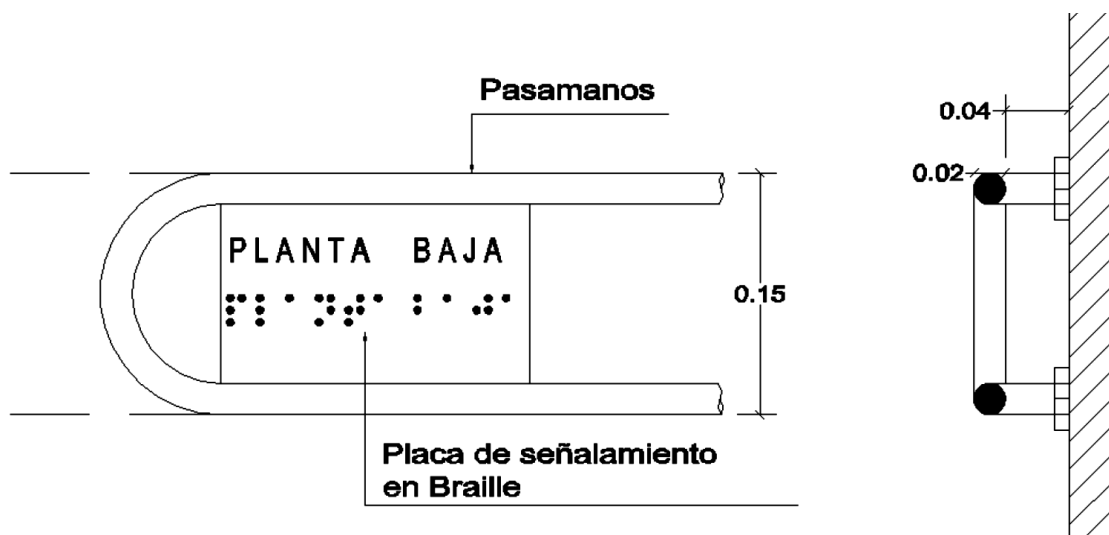 Pasamanos
0.04
0.02
PLANTA BAJA
⠏⠇⠁⠝⠞⠁ ⠃⠁⠚⠁
0.15
Placa de señalamiento
en Braille